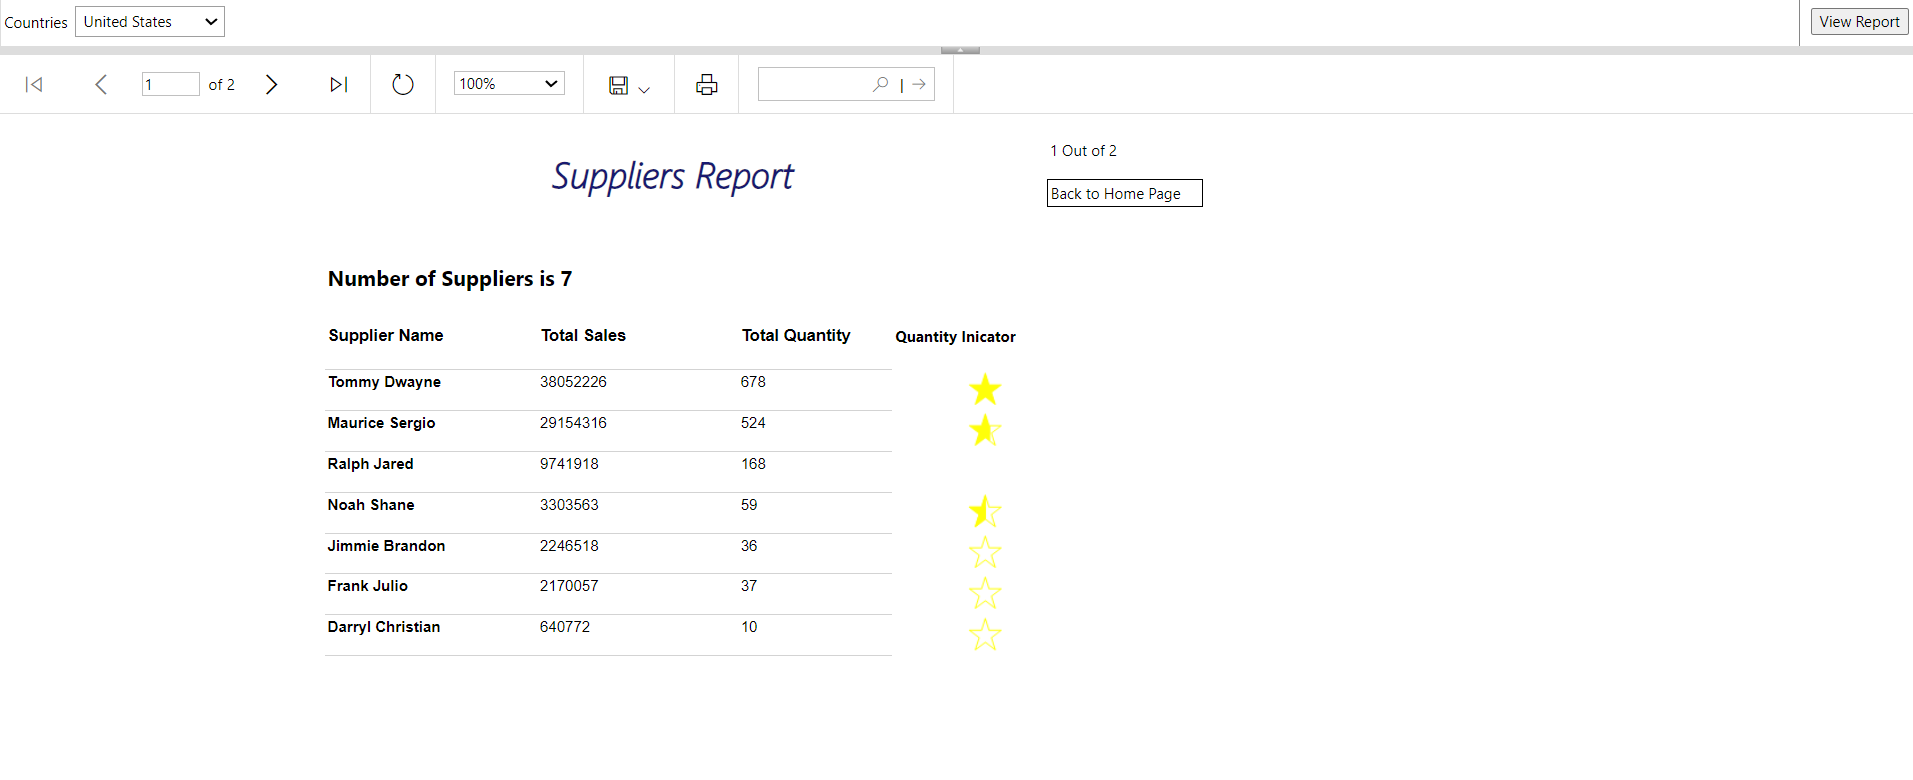 Countries United States View Report
1 of 2 100% |
1 Out of 2
Suppliers Report
Back to Home Page
Number of Suppliers is 7
Supplier Name Total Sales Total Quantity Quantity Inicator
Tommy Dwayne 38052226 678
Maurice Sergio 29154316 524
Ralph Jared 9741918 168
Noah Shane 3303563 59
Jimmie Brandon 2246518 36
Frank Julio 2170057 37
Darryl Christian 640772 10